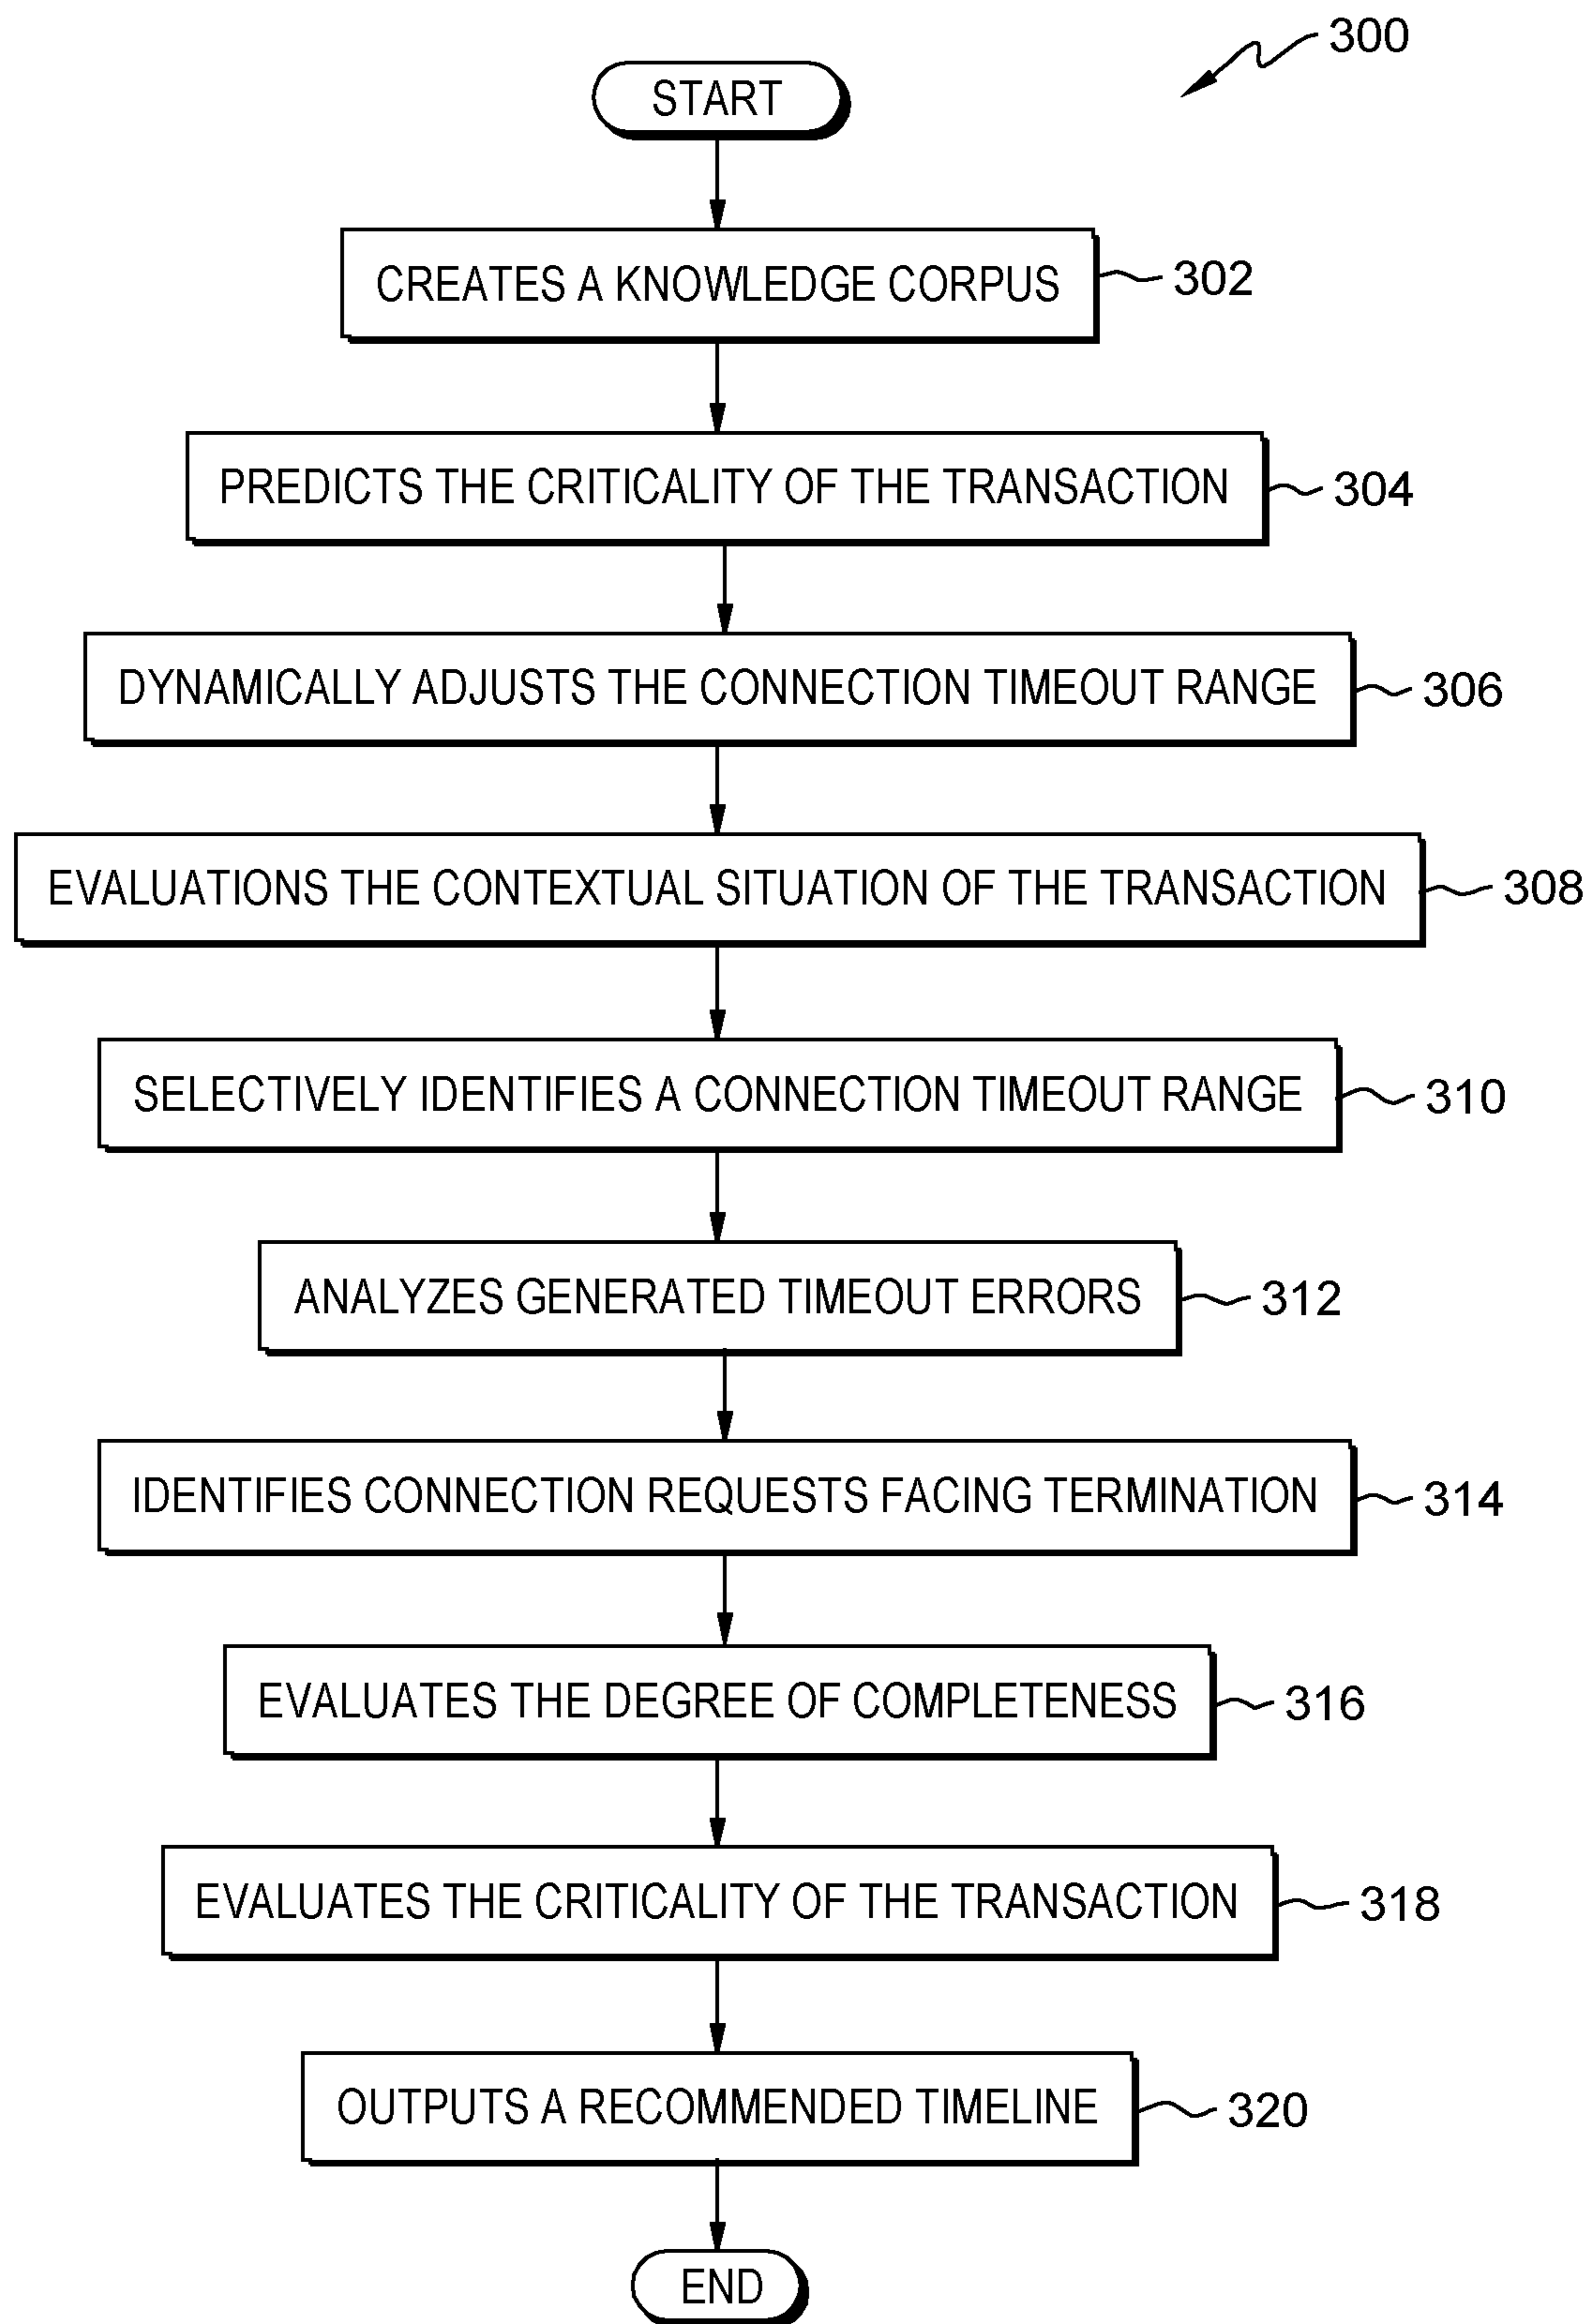 300
START
CREATES A KNOWLEDGE CORPUS
302
PREDICTS THE CRITICALITY OF THE TRANSACTION
304
DYNAMICALLY ADJUSTS THE CONNECTION TIMEOUT RANGE
306
EVALUATIONS THE CONTEXTUAL SITUATION OF THE TRANSACTION
308
SELECTIVELY IDENTIFIES A CONNECTION TIMEOUT RANGE
310
ANALYZES GENERATED TIMEOUT ERRORS
312
IDENTIFIES CONNECTION REQUESTS FACING TERMINATION
314
EVALUATES THE DEGREE OF COMPLETENESS
316
EVALUATES THE CRITICALITY OF THE TRANSACTION
318
OUTPUTS A RECOMMENDED TIMELINE
320
END